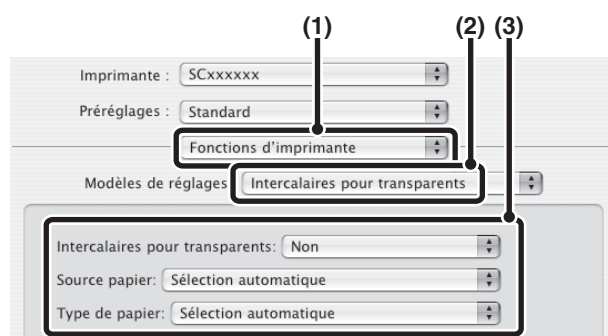 (1) (2) (3)
Imprimante : SCxxxxxx
Préréglages : Standard
Fonctions d'imprimante
Modèles de réglages Intercalaires pour transparents
Intercalaires pour transparents: Non
Source papier: Sélection automatique
Type de papier: Sélection automatique